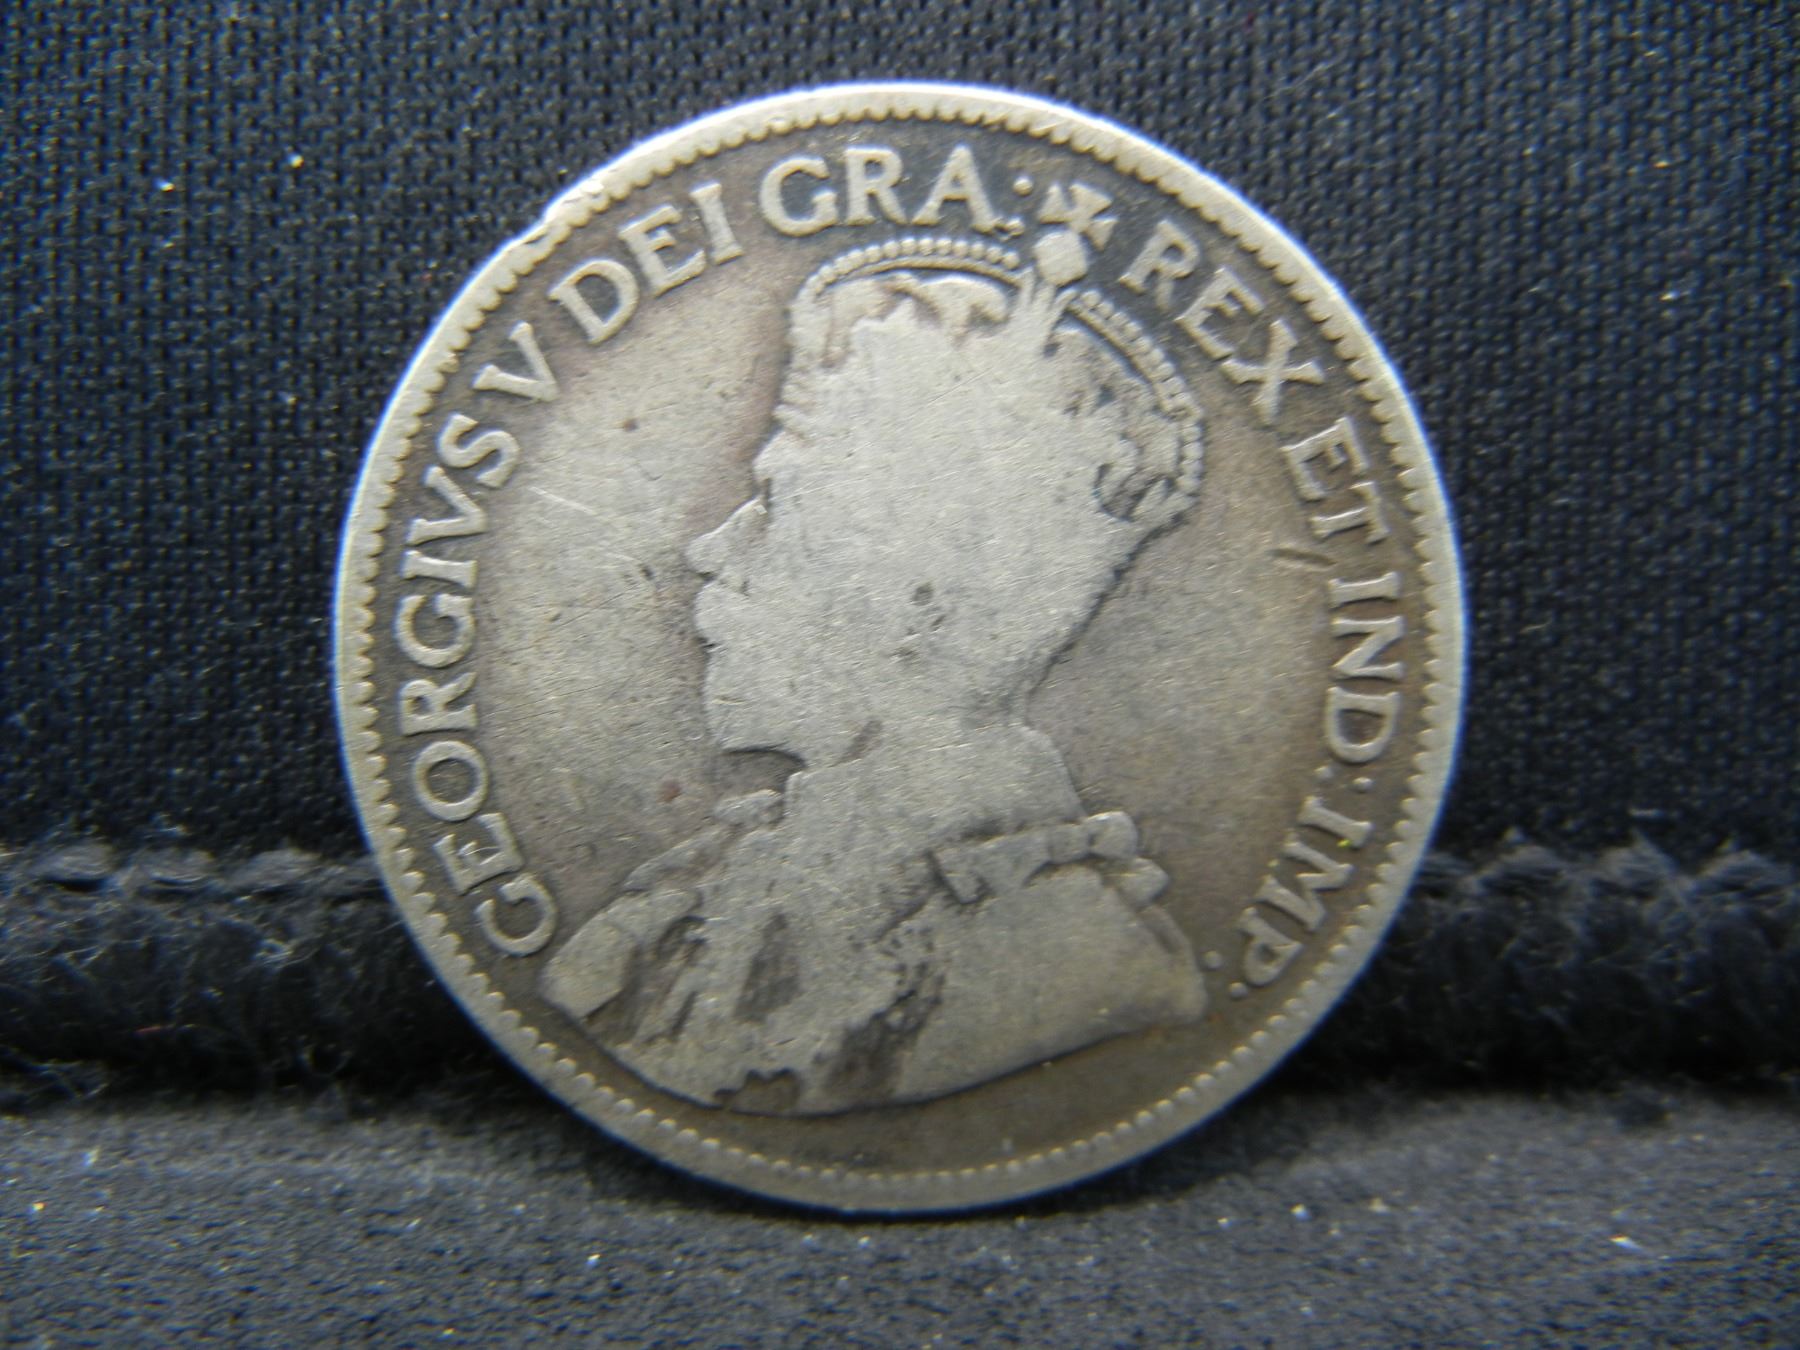 GEORGIVS V DEI GRA: REX ET IND: IMP: